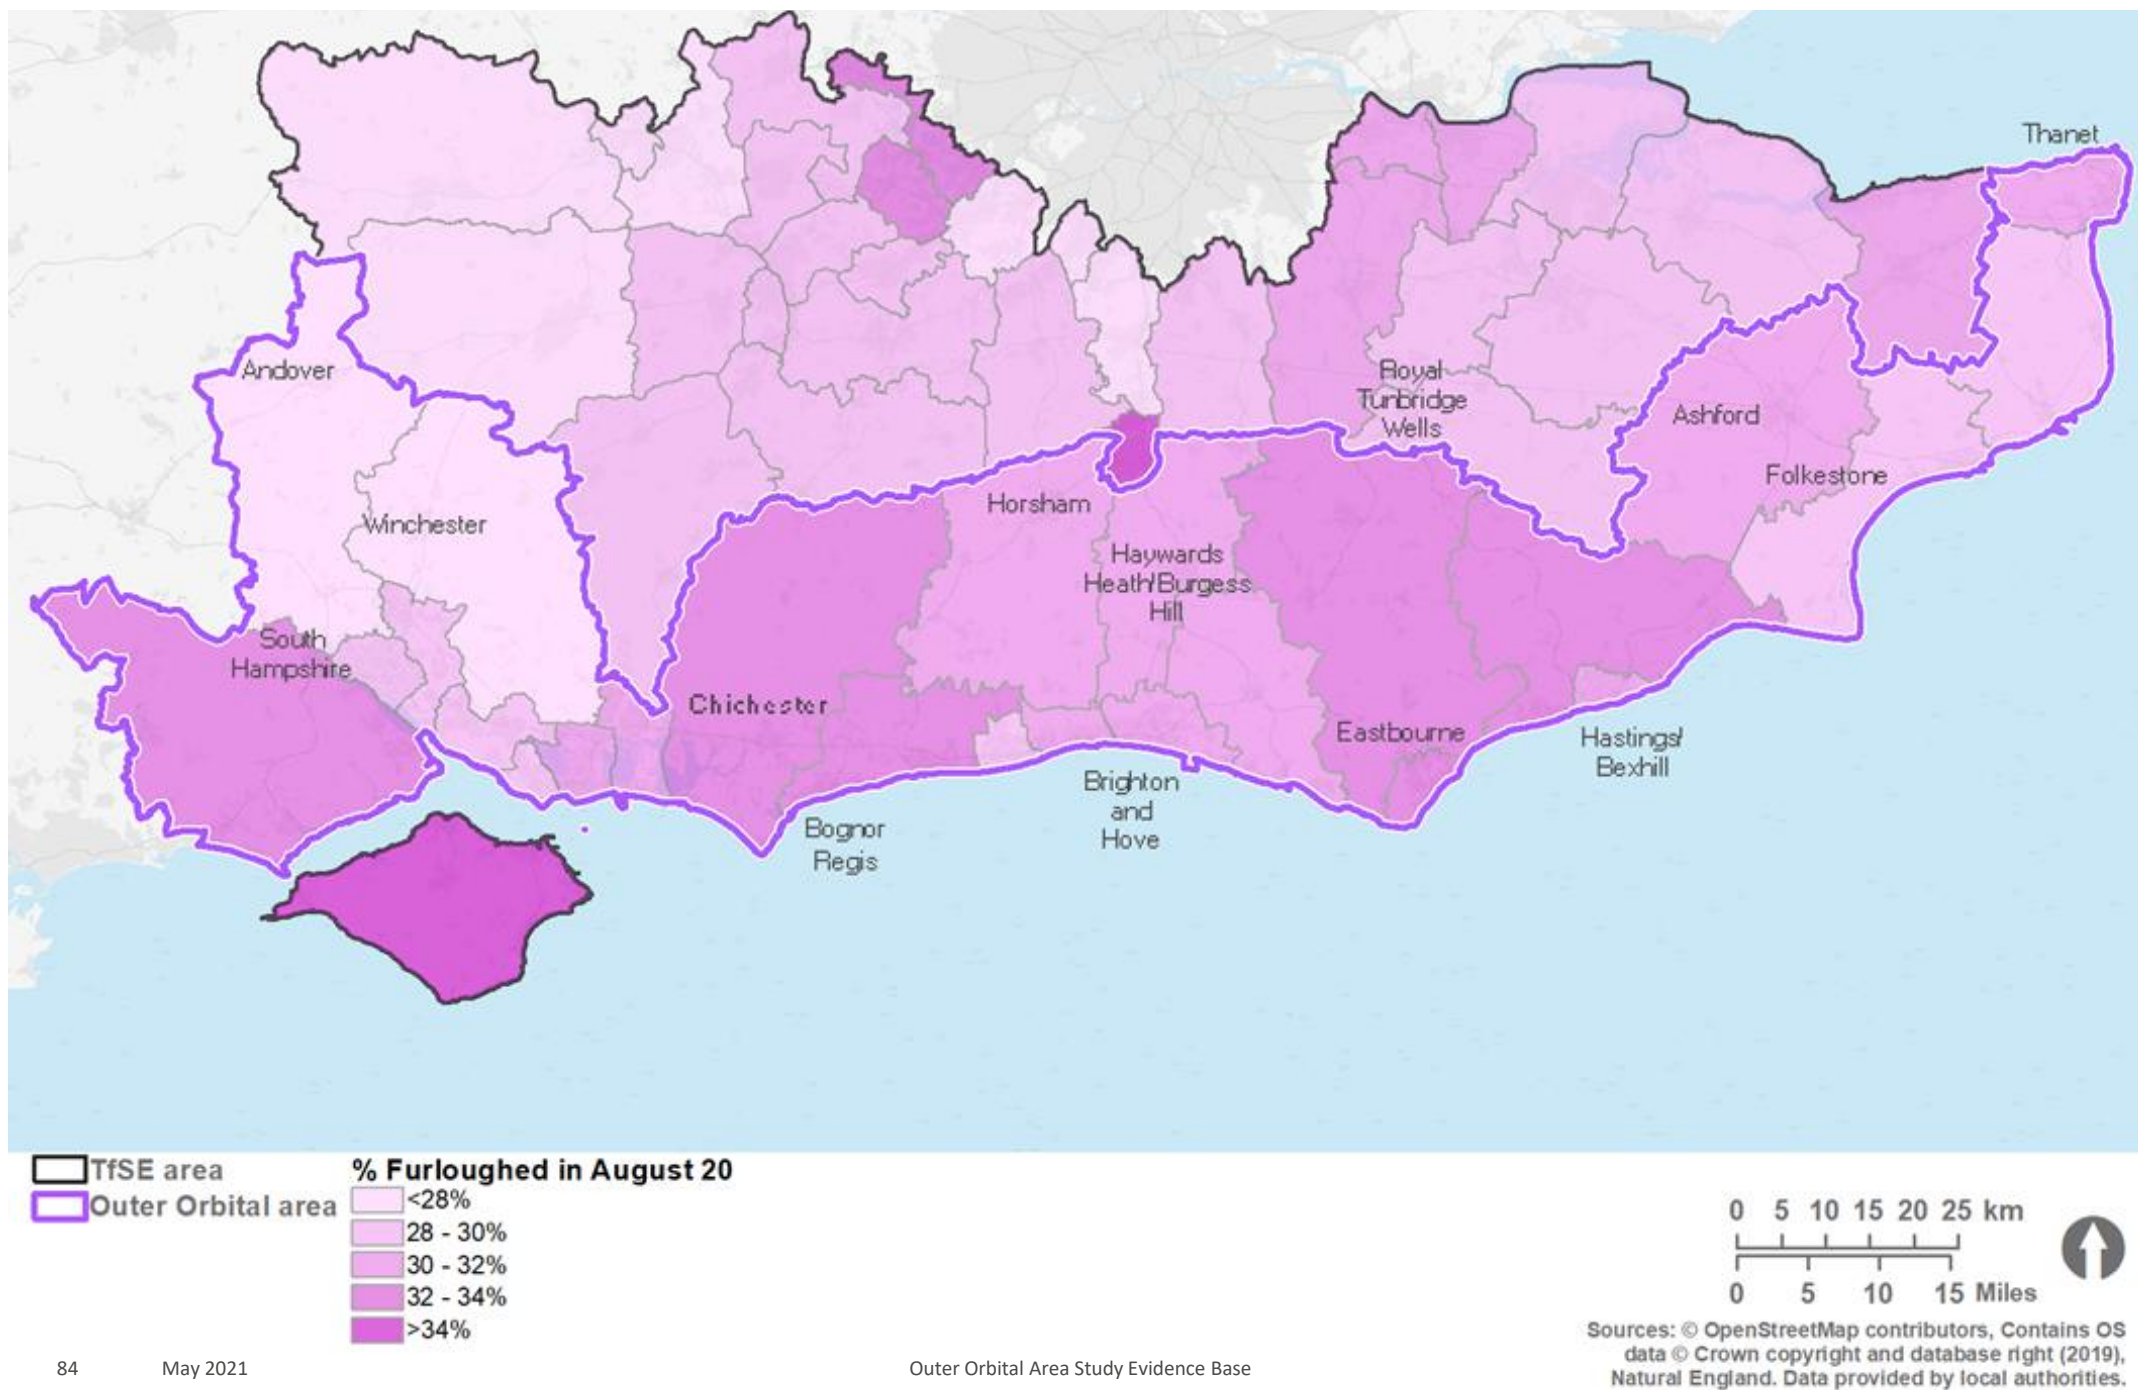 Thanet
Andover
Royal
Tunbridge
Wells
Ashford
Folkestone
Horsham
Winchester
Haywards
Heath/Burgess
Hill
South
Hampshire
Chichester
Eastbourne
Hastings/
Bexhill
Brighton
and
Hove
Bognor
Regis
TfSE area
Outer Orbital area
% Furloughed in August 20
<28%
28 - 30%
30 - 32%
32 - 34%
>34%
0 5 10 15 20 25 km
0 5 10 15 Miles
Sources: © OpenStreetMap contributors, Contains OS
data © Crown copyright and database right (2019),
Natural England. Data provided by local authorities.
84 May 2021 Outer Orbital Area Study Evidence Base